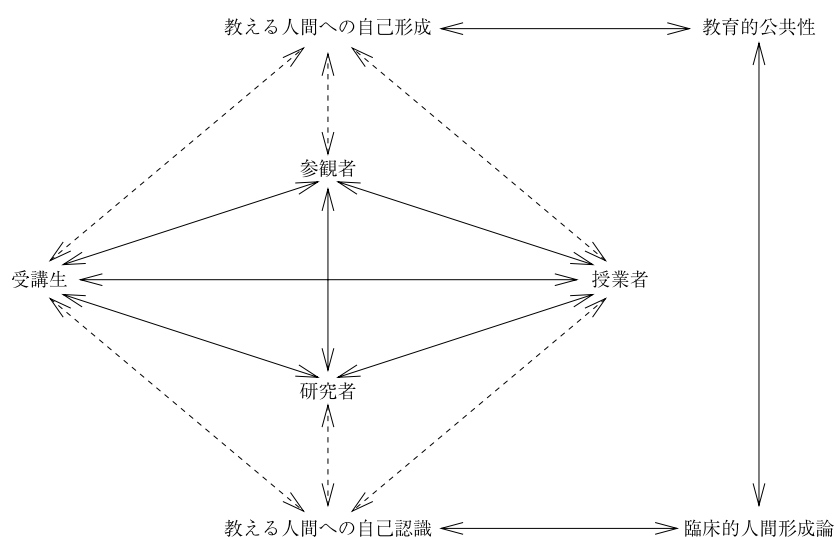 教える人間への自己形成
教育的公共性
参観者
受講生
授業者
研究者
教える人間への自己認識
臨床的人間形成論